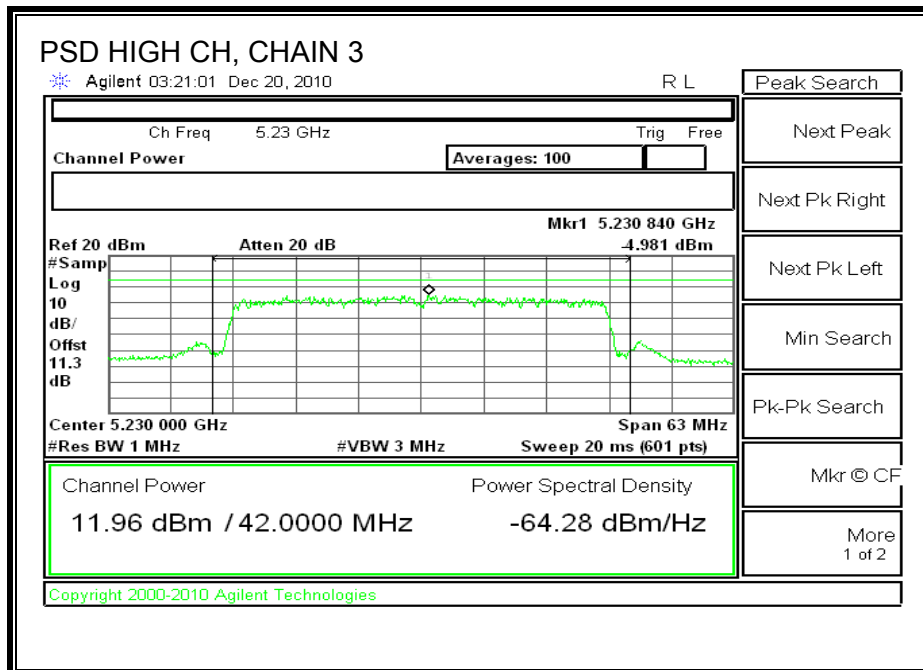 PSD HIGH CH, CHAIN 3
Agilent 03:21:01 Dec 20, 2010 R L
Peak Search
Ch Freq 5.23 GHz Trig Free
Channel Power Averages: 100
Mkr1 5.230 840 GHz
Ref 20 dBm Atten 20 dB -4.981 dBm
#Samp
Log
10
dB/
Offst
11.3
dB
1
Center 5.230 000 GHz Span 63 MHz
#Res BW 1 MHz #VBW 3 MHz Sweep 20 ms (601 pts)
Channel Power Power Spectral Density
11.96 dBm / 42.0000 MHz -64.28 dBm/Hz
Copyright 2000-2010 Agilent Technologies
Next Peak
Next Pk Right
Next Pk Left
Min Search
Pk-Pk Search
Mkr © CF
More
1 of 2